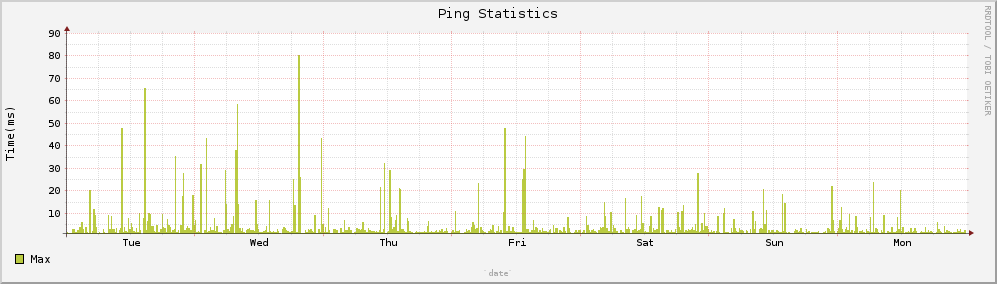 Ping Statistics
RRDTOOL / TOBI OETIKER
Time(ms)
90
80
70
60
50
40
30
20
10
Tue Wed Thu Fri Sat Sun Mon
Max
`date`